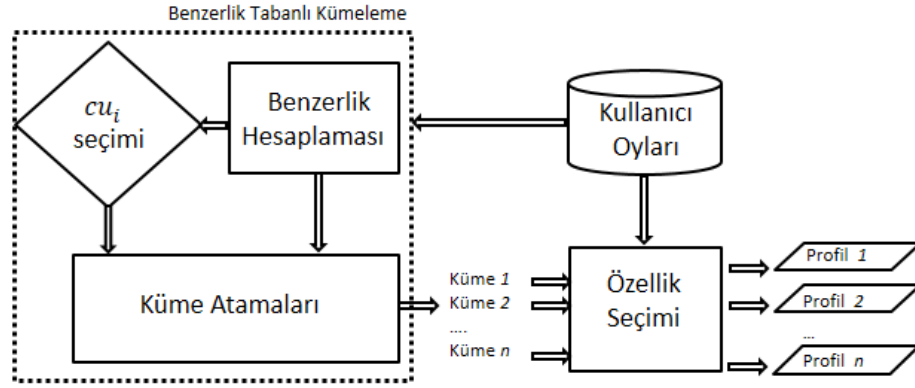 Benzerlik Tabanlı Kümeleme
cu_i
seçimi
Benzerlik
Hesaplaması
Kullanıcı
Oyları
Küme Atamaları
Küme 1
Küme 2
....
Küme n
Özellik
Seçimi
Profil 1
Profil 2
...
Profil n